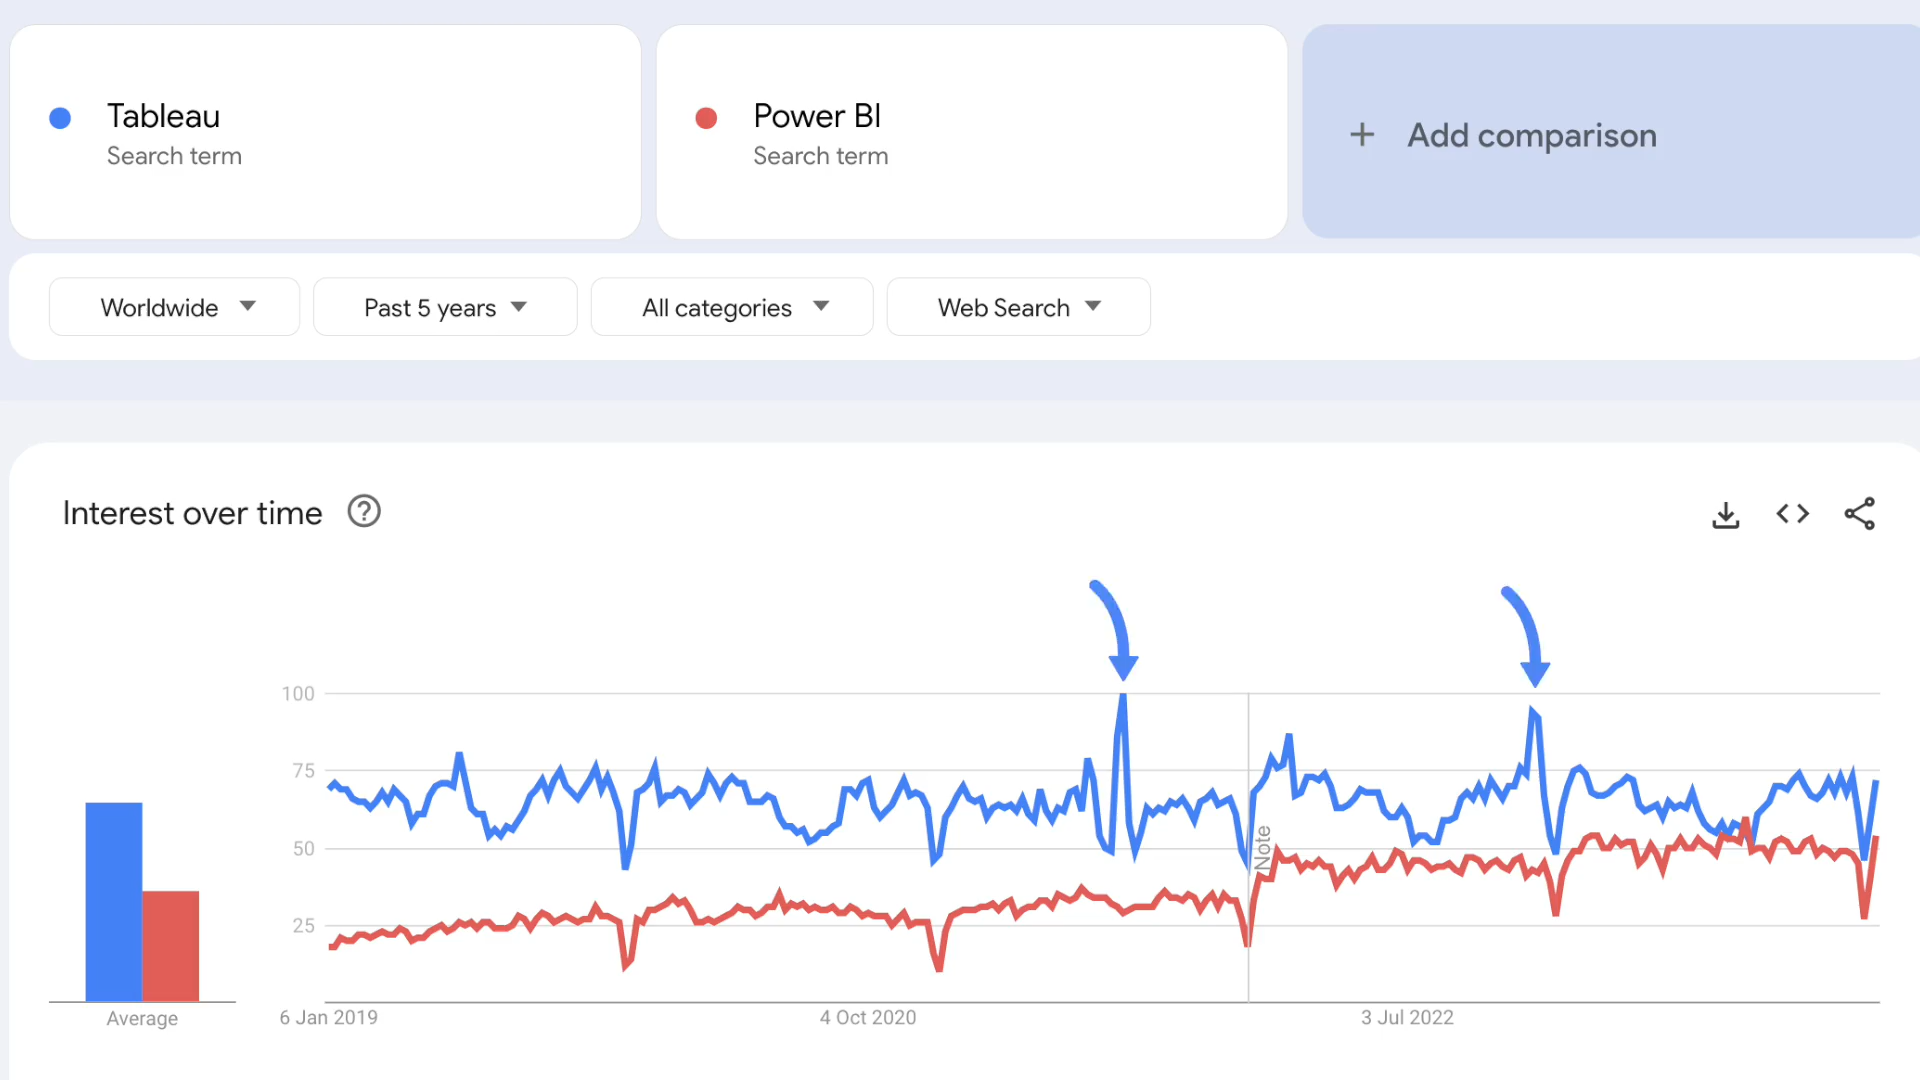 Tableau
Search term
Power BI
Search term
+ Add comparison
Worldwide
Past 5 years
All categories
Web Search
Interest over time
?
100
75
50
25
Note
Average
6 Jan 2019
4 Oct 2020
3 Jul 2022